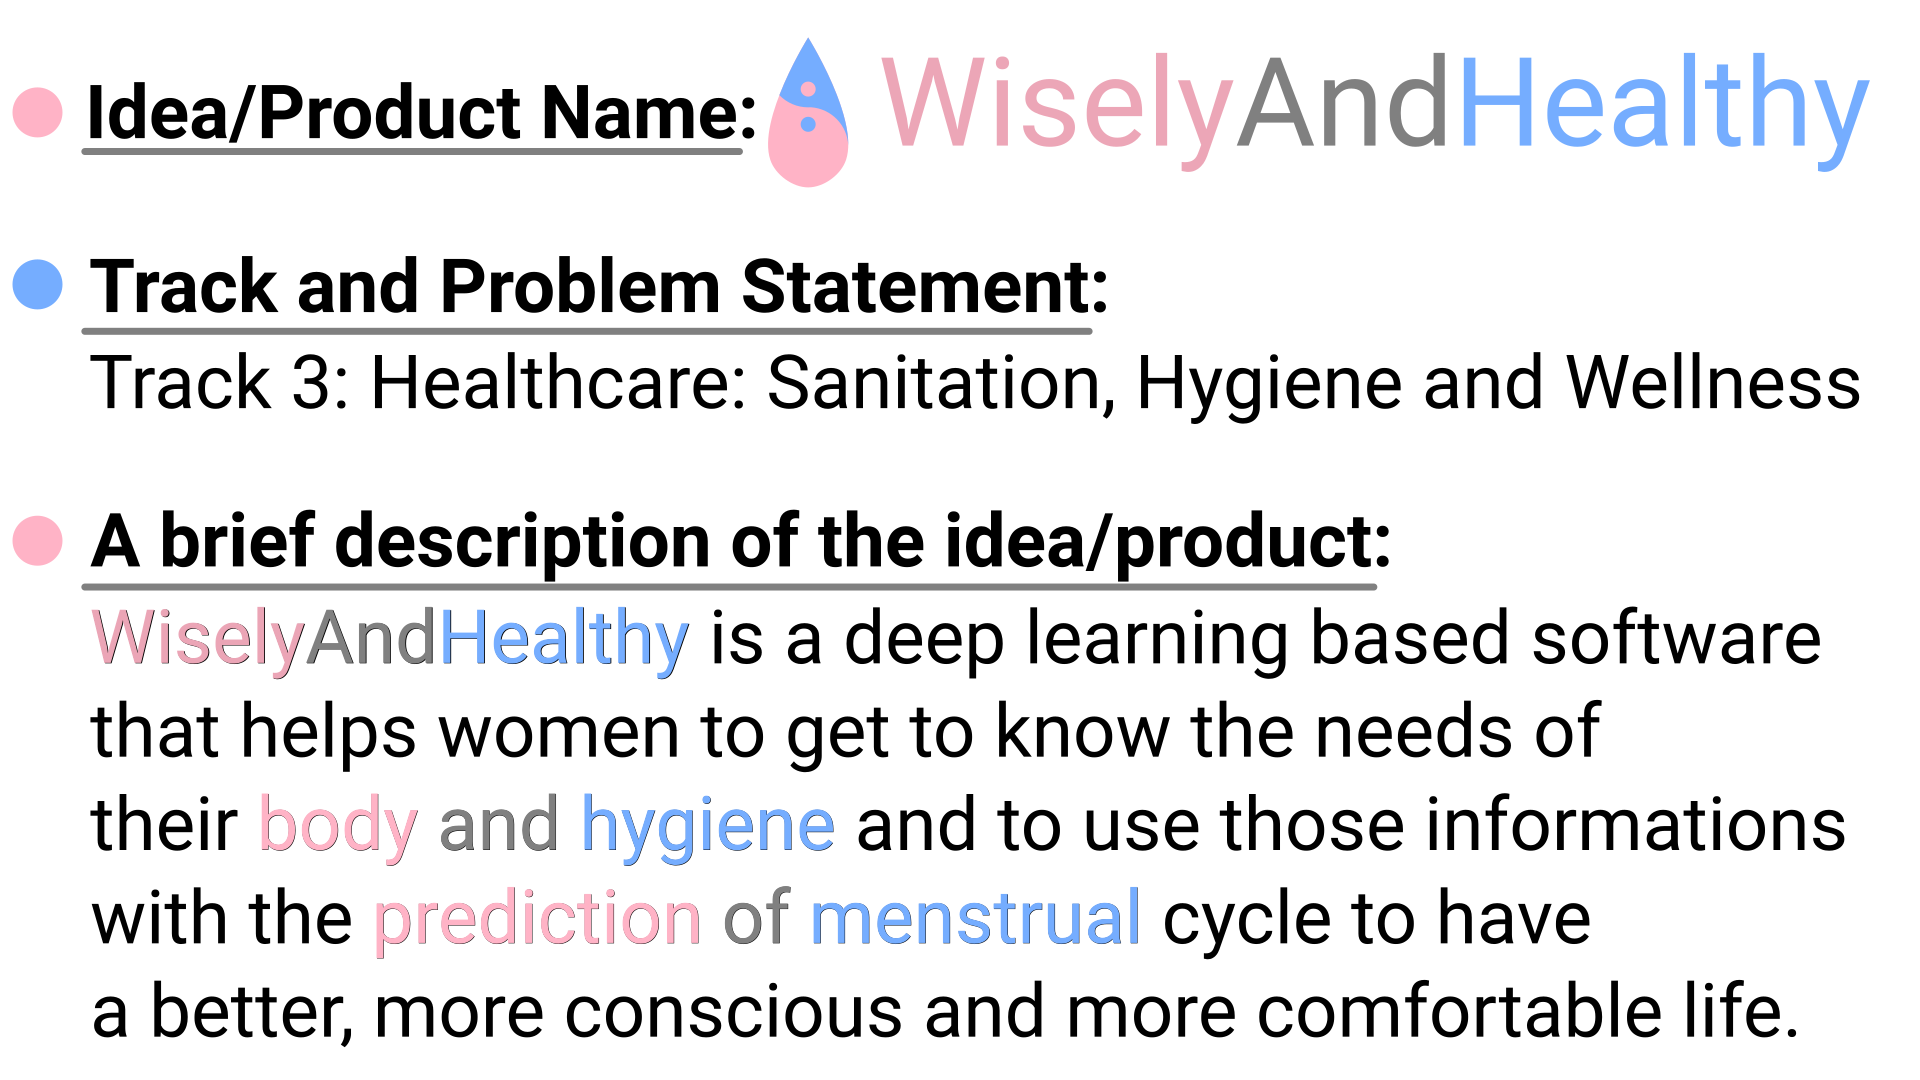 Idea/Product Name: WiselyAndHealthy
Track and Problem Statement:
Track 3: Healthcare: Sanitation, Hygiene and Wellness
A brief description of the idea/product:
WiselyAndHealthy is a deep learning based software
that helps women to get to know the needs of
their body and hygiene and to use those informations
with the prediction of menstrual cycle to have
a better, more conscious and more comfortable life.